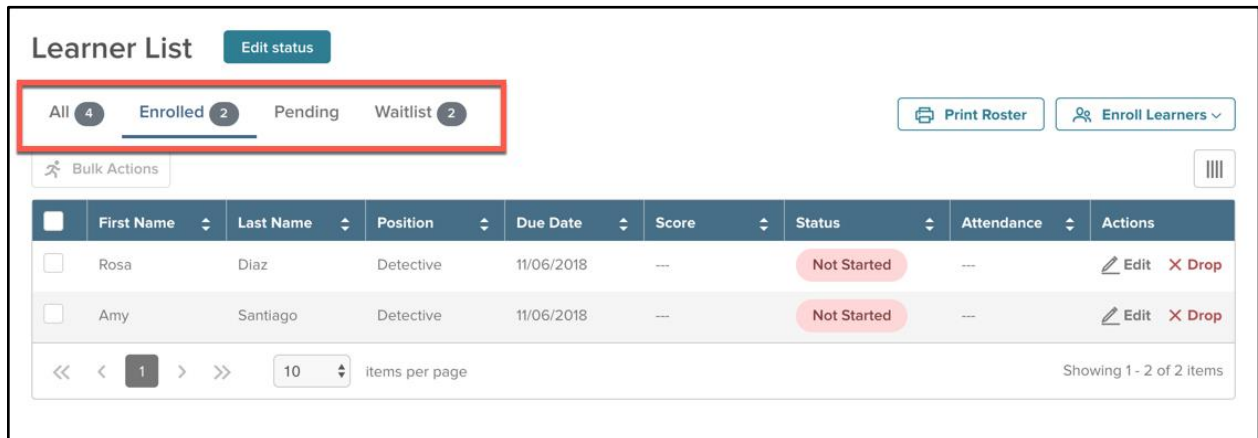 Learner List Edit status
All 4 Enrolled 2 Pending Waitlist 2 Print Roster Enroll Learners
Bulk Actions
First Name Last Name Position Due Date Score Status Attendance Actions
Rosa Diaz Detective 11/06/2018 --- Not Started --- Edit Drop
Amy Santiago Detective 11/06/2018 --- Not Started --- Edit Drop
1 10 items per page Showing 1 - 2 of 2 items